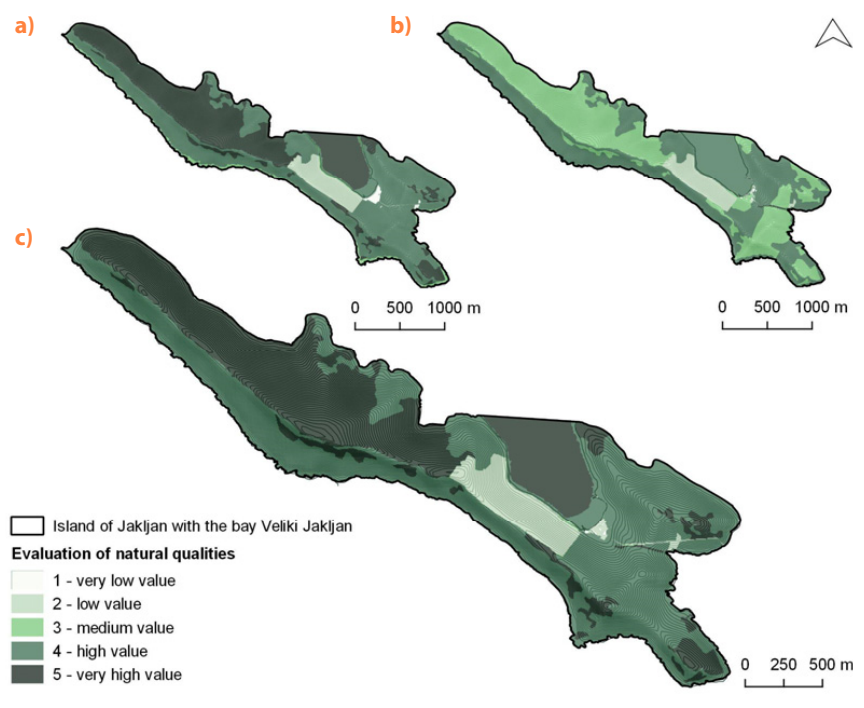 a)
b)
0 500 1000 m
0 500 1000 m
c)
Island of Jakljan with the bay Veliki Jakljan
Evaluation of natural qualities
1 - very low value
2 - low value
3 - medium value
4 - high value
5 - very high value
0 250 500 m